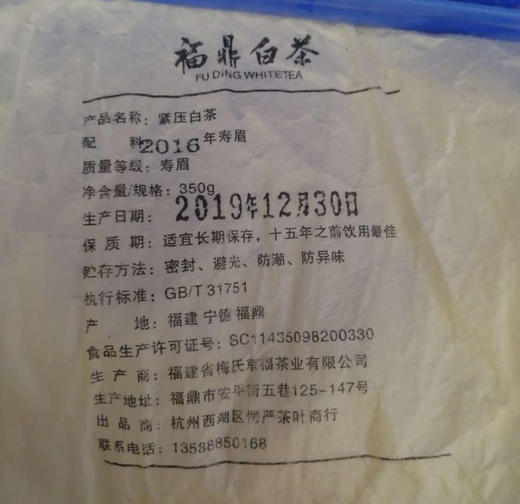 福鼎白茶
FU DING WHITE TEA
产品名称: 紧压白茶
配 料 2016年寿眉
质量等级: 寿眉
净含量/规格: 350g
生产日期: 2019年12月30日
保 质 期: 适宜长期保存, 十五年之前饮用最佳
贮存方法: 密封、避光、防潮、防异味
执行标准: GB/T 31751
产 地: 福建 宁德 福鼎
食品生产许可证号: SC11435098200330
生 产 商: 福建省梅氏东福茶业有限公司
生产地址: 福鼎市安平街五巷125-147号
出 品 商: 杭州西湖区严茶叶商行
联系电话: 13588850168